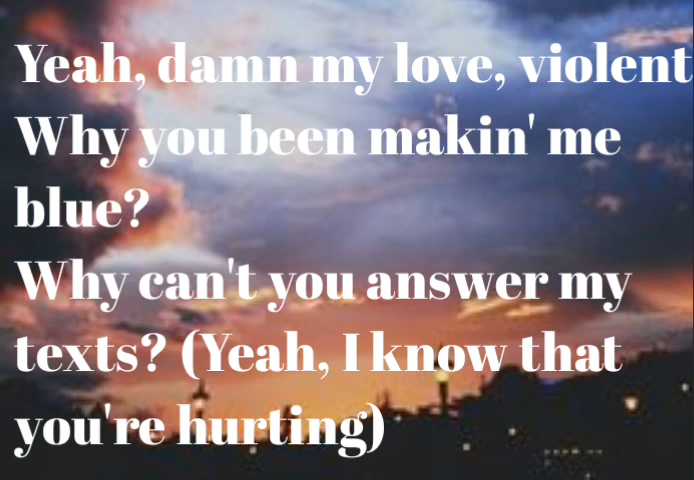 Yeah, damn my love, violent
Why you been makin' me
blue?
Why can't you answer my
texts? (Yeah, I know that
you're hurting)